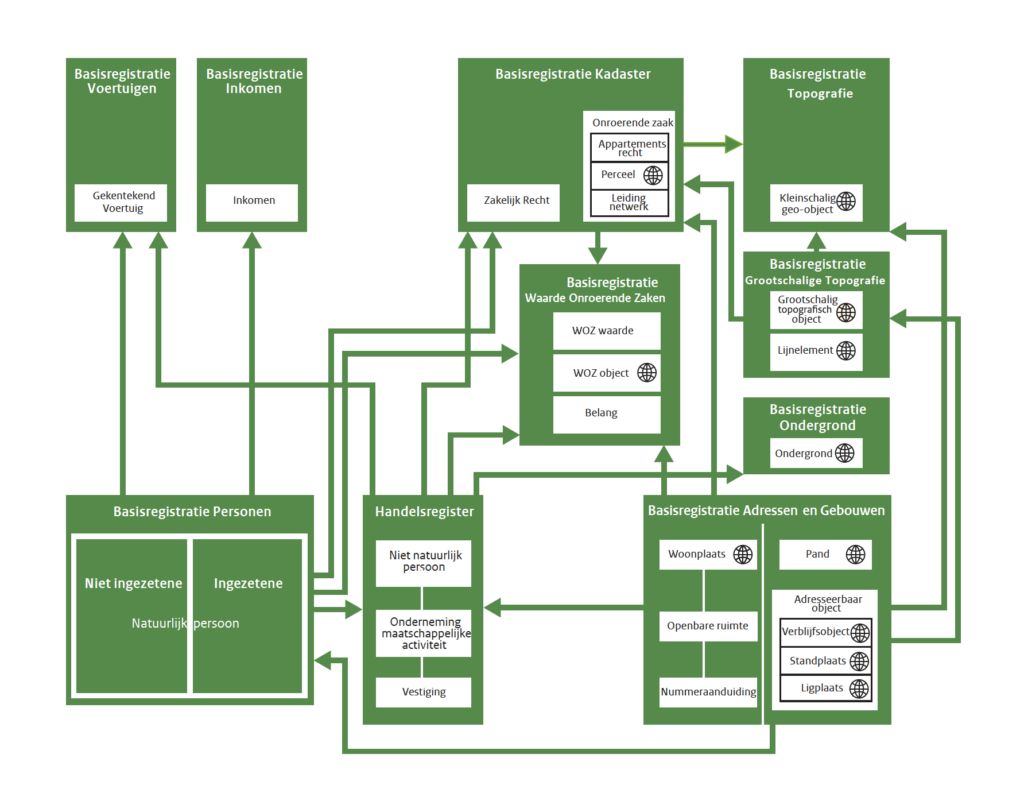 Basisregistratie
Voertuigen
Gekentekend
Voertuig
Basisregistratie
Inkomen
Inkomen
Basisregistratie Kadaster
Zakelijk Recht
Onroerende zaak
Appartements
recht
Perceel
Leiding
netwerk
Basisregistratie
Topografie
Kleinschalig
geo-object
Basisregistratie
Waarde Onroerende Zaken
WOZ waarde
WOZ object
Belang
Basisregistratie
Grootschalige Topografie
Grootschalig
topografisch
object
Lijnelement
Basisregistratie
Ondergrond
Ondergrond
Basisregistratie Personen
Niet ingezetene
Ingezetene
Natuurlijk persoon
Handelsregister
Niet natuurlijk
persoon
Onderneming
maatschappelijke
activiteit
Vestiging
Basisregistratie Adressen en Gebouwen
Woonplaats
Openbare ruimte
Nummeraanduiding
Pand
Adresseerbaar
object
Verblijfsobject
Standplaats
Ligplaats